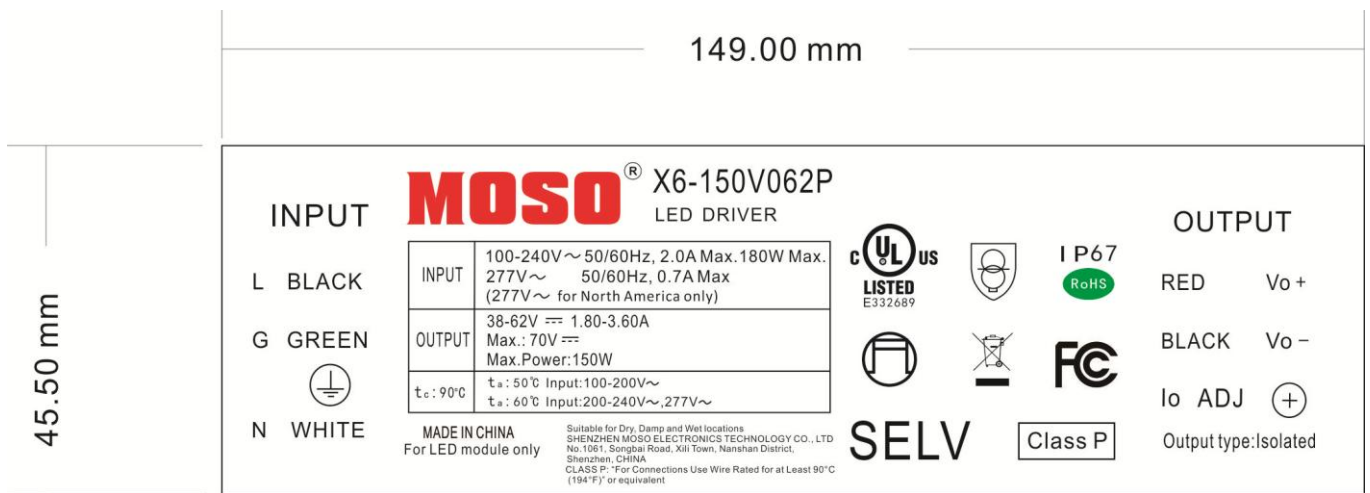 149.00 mm
45.50 mm
INPUT
L BLACK
G GREEN
N WHITE
MOSO® X6-150V062P
LED DRIVER
INPUT
100-240V～50/60Hz, 2.0A Max.180W Max.
277V～ 50/60Hz, 0.7A Max
(277V～ for North America only)
OUTPUT
38-62V ⎓ 1.80-3.60A
Max.: 70V ⎓
Max.Power:150W
tc: 90°C
ta: 50℃ Input:100-200V～
ta: 60℃ Input:200-240V～,277V～
MADE IN CHINA
For LED module only
Suitable for Dry, Damp and Wet locations
SHENZHEN MOSO ELECTRONICS TECHNOLOGY CO., LTD
No.1061, Songbai Road, Xili Town, Nanshan District,
Shenzhen, CHINA
CLASS P: "For Connections Use Wire Rated for at Least 90°C
(194°F)" or equivalent
C UL US
LISTED
E332689
IP67
RoHS
FC
SELV
Class P
OUTPUT
RED Vo +
BLACK Vo −
Io ADJ +
Output type:Isolated